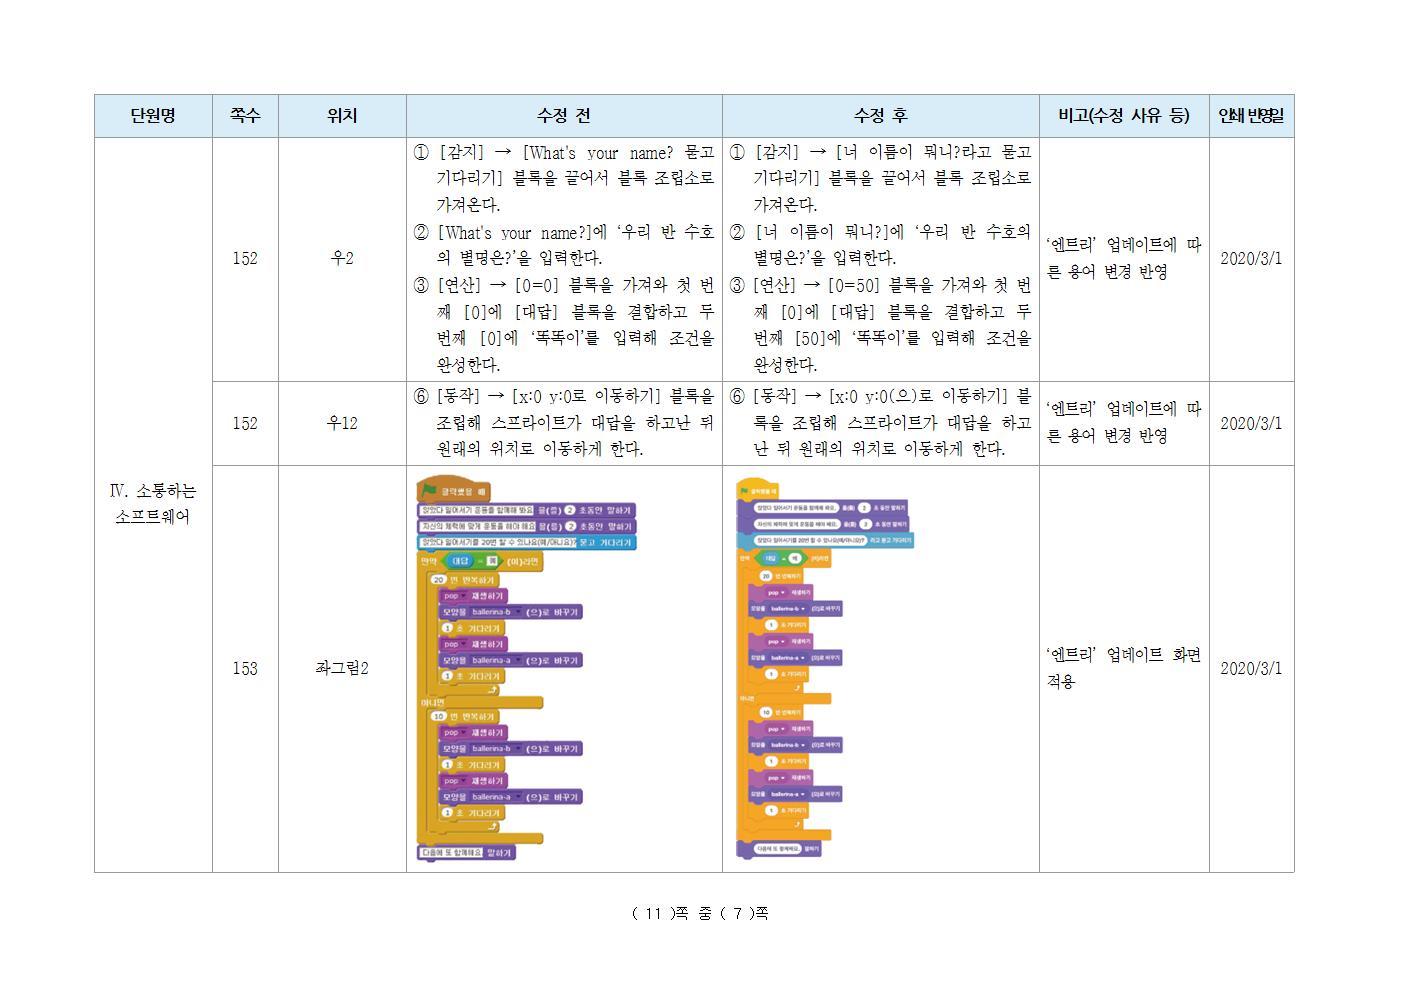 단원명 쪽수 위치 수정 전 수정 후 비고(수정 사유 등) 인쇄 반영일
Ⅳ. 소통하는
소프트웨어
152
우2
① [감지] → [What's your name? 묻고
기다리기] 블록을 끌어서 블록 조립소로
가져온다.
② [What's your name?]에 ‘우리 반 수호
의 별명은?’을 입력한다.
③ [연산] → [0=0] 블록을 가져와 첫 번
째 [0]에 [대답] 블록을 결합하고 두
번째 [0]에 ‘똑똑이’를 입력해 조건을
완성한다.
① [감지] → [너 이름이 뭐니?라고 묻고
기다리기] 블록을 끌어서 블록 조립소로
가져온다.
② [너 이름이 뭐니?]에 ‘우리 반 수호의
별명은?’을 입력한다.
③ [연산] → [0=50] 블록을 가져와 첫 번
째 [0]에 [대답] 블록을 결합하고 두
번째 [50]에 ‘똑똑이’를 입력해 조건을
완성한다.
‘엔트리’ 업데이트에 따
른 용어 변경 반영
2020/3/1
152
우12
⑥ [동작] → [x:0 y:0로 이동하기] 블록을
조립해 스프라이트가 대답을 하고난 뒤
원래의 위치로 이동하게 한다.
⑥ [동작] → [x:0 y:0(으)로 이동하기] 블
록을 조립해 스프라이트가 대답을 하고
난 뒤 원래의 위치로 이동하게 한다.
‘엔트리’ 업데이트에 따
른 용어 변경 반영
2020/3/1
153
좌그림2
클릭했을 때
앉았다 일어서기 운동을 함께해 봐요 을(를) 2 초동안 말하기
자신의 체력에 맞게 운동을 해야 해요 을(를) 2 초동안 말하기
앉았다 일어서기를 20번 할 수 있나요(예/아니요)? 묻고 기다리기
만약 대답 = 예 (이)라면
20 번 반복하기
pop 재생하기
모양을 ballerina-b (으)로 바꾸기
1 초 기다리기
pop 재생하기
모양을 ballerina-a (으)로 바꾸기
1 초 기다리기
아니면
10 번 반복하기
pop 재생하기
모양을 ballerina-b (으)로 바꾸기
1 초 기다리기
pop 재생하기
모양을 ballerina-a (으)로 바꾸기
1 초 기다리기
다음에 또 함께해요 말하기
클릭했을 때
앉았다 일어서기 운동을 함께해 봐요. 을(를) 2 초 동안 말하기
자신의 체력에 맞게 운동을 해야 해요. 을(를) 2 초 동안 말하기
앉았다 일어서기를 20번 할 수 있나요(예/아니요)? 라고 묻고 기다리기
만약 대답 = 예 (이)라면
20 번 반복하기
pop 재생하기
모양을 ballerina-b (으)로 바꾸기
1 초 기다리기
pop 재생하기
모양을 ballerina-a (으)로 바꾸기
1 초 기다리기
아니면
10 번 반복하기
pop 재생하기
모양을 ballerina-b (으)로 바꾸기
1 초 기다리기
pop 재생하기
모양을 ballerina-a (으)로 바꾸기
1 초 기다리기
다음에 또 함께해요. 말하기
‘엔트리’ 업데이트 화면
적용
2020/3/1
( 11 )쪽 중 ( 7 )쪽